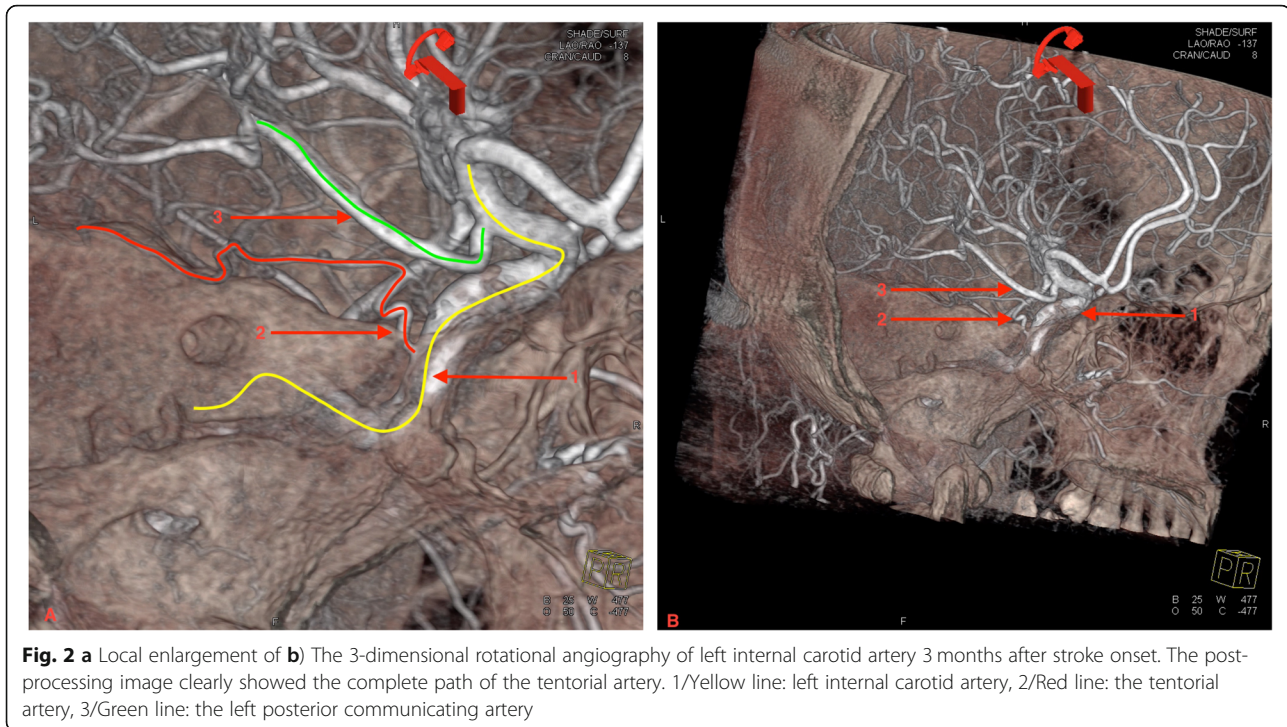 H
SHADE/SURF
LAO/RAO -137
CRAN/CAUD 8
L
3
2
1
R
PR
B 25 W 477
O 50 C -477
A
F
H
SHADE/SURF
LAO/RAO -137
CRAN/CAUD 8
L
3
2
1
R
PR
B 25 W 477
O 50 C -477
B
F
Fig. 2 a Local enlargement of b) The 3-dimensional rotational angiography of left internal carotid artery 3 months after stroke onset. The post-
processing image clearly showed the complete path of the tentorial artery. 1/Yellow line: left internal carotid artery, 2/Red line: the tentorial
artery, 3/Green line: the left posterior communicating artery